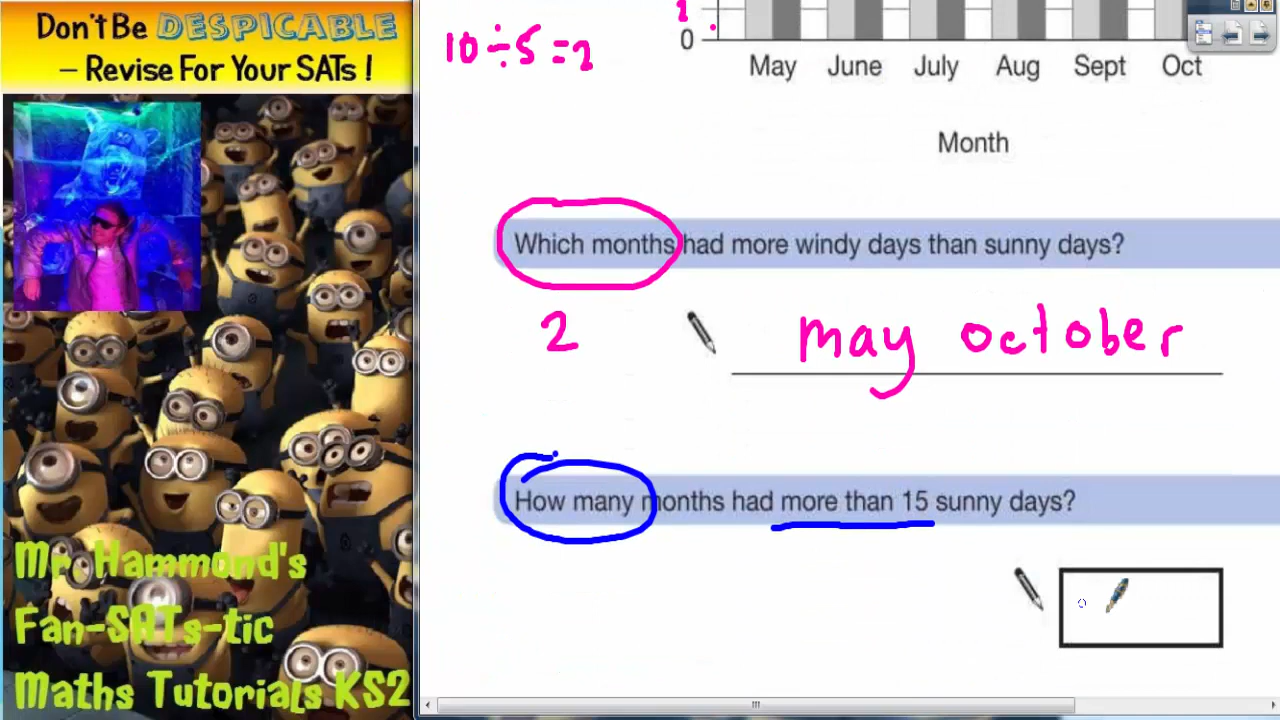 Don't Be DESPICABLE
– Revise For Your SATs !
Mr. Hammond's
Fan-SATs-tic
Maths Tutorials KS2
10÷5=2
2
0
May June July Aug Sept Oct
Month
Which months had more windy days than sunny days?
2 may october
How many months had more than 15 sunny days?